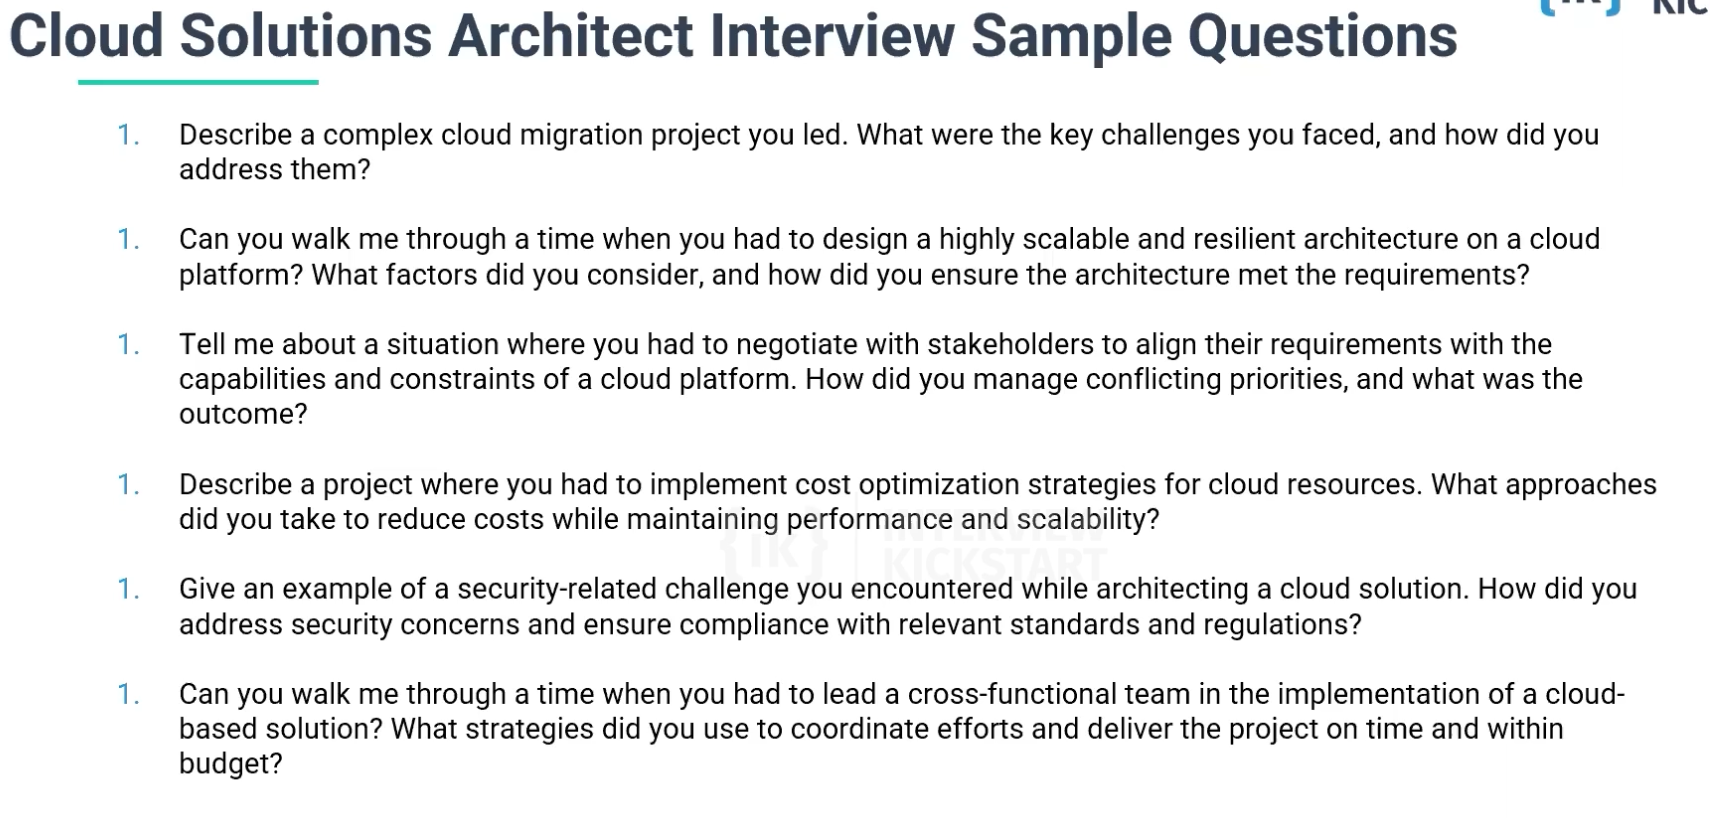 Cloud Solutions Architect Interview Sample Questions
1. Describe a complex cloud migration project you led. What were the key challenges you faced, and how did you
address them?
1. Can you walk me through a time when you had to design a highly scalable and resilient architecture on a cloud
platform? What factors did you consider, and how did you ensure the architecture met the requirements?
1. Tell me about a situation where you had to negotiate with stakeholders to align their requirements with the
capabilities and constraints of a cloud platform. How did you manage conflicting priorities, and what was the
outcome?
1. Describe a project where you had to implement cost optimization strategies for cloud resources. What approaches
did you take to reduce costs while maintaining performance and scalability?
{ik} INTERVIEW
KICKSTART
1. Give an example of a security-related challenge you encountered while architecting a cloud solution. How did you
address security concerns and ensure compliance with relevant standards and regulations?
1. Can you walk me through a time when you had to lead a cross-functional team in the implementation of a cloud-
based solution? What strategies did you use to coordinate efforts and deliver the project on time and within
budget?